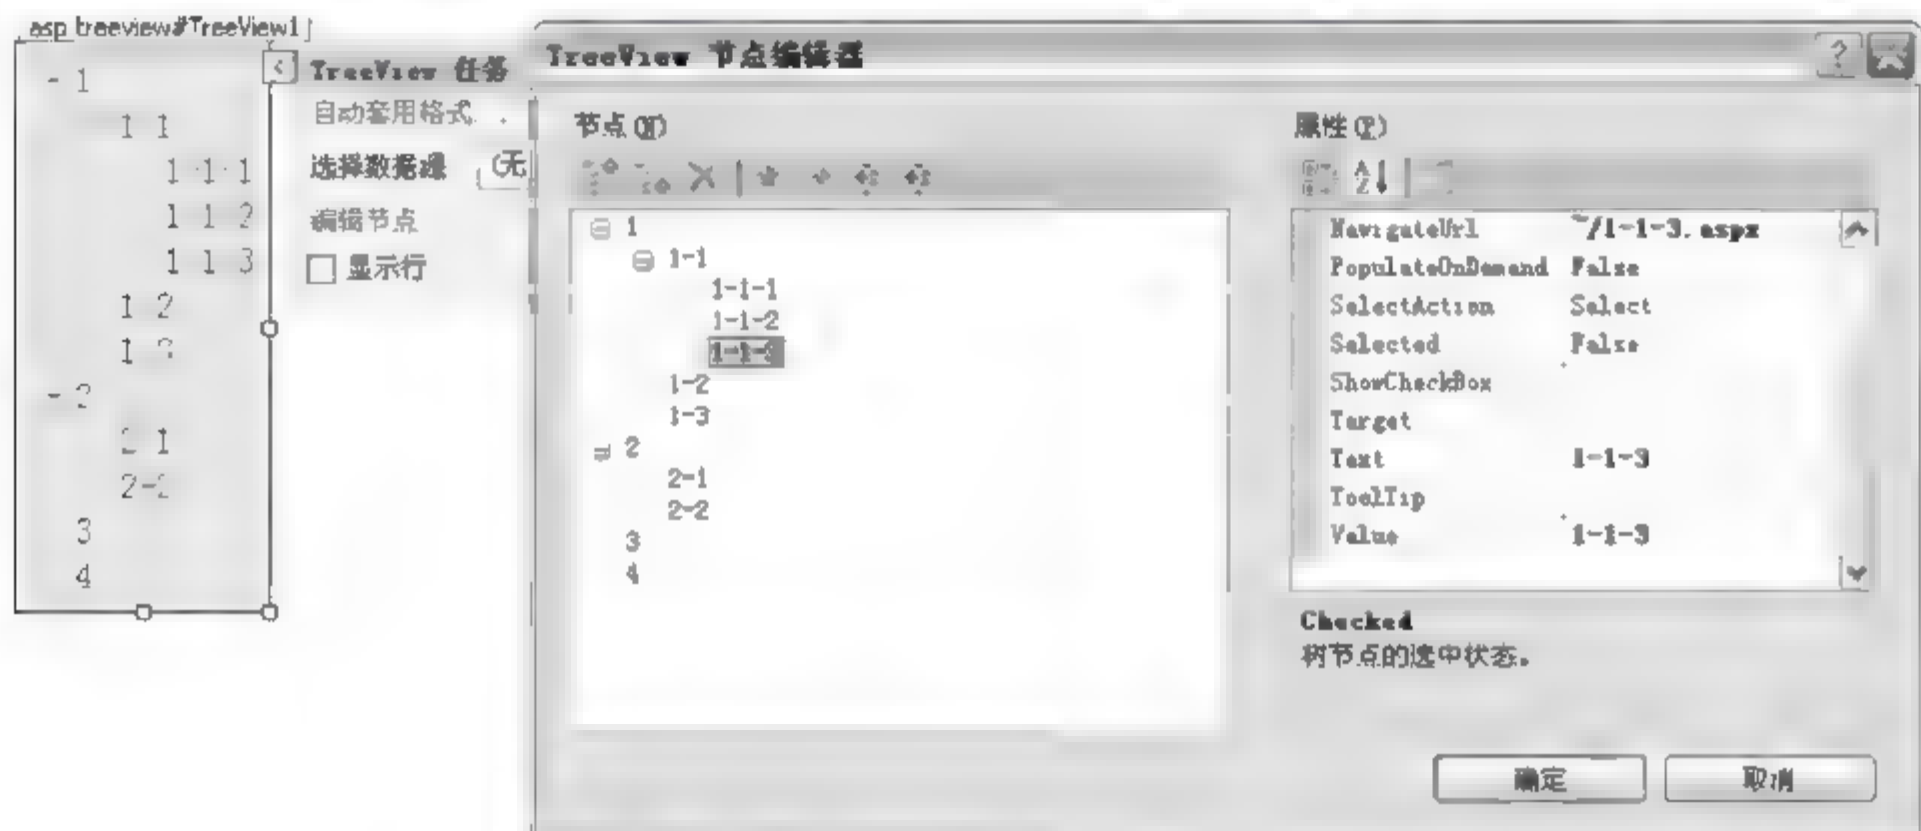 asp:treeview#TreeView1
- 1
1-1
1-1-1
1-1-2
1-1-3
1-2
1-3
- 2
2-1
2-2
3
4
TreeView 任务
自动套用格式...
选择数据源 (无
编辑节点
显示行
TreeView 节点编辑器
节点(N)
1
1-1
1-1-1
1-1-2
1-1-3
1-2
1-3
2
2-1
2-2
3
4
属性(P)
NavigateUrl ~/1-1-3.aspx
PopulateOnDemand False
SelectAction Select
Selected False
ShowCheckBox
Target
Text 1-1-3
ToolTip
Value 1-1-3
Checked
树节点的选中状态。
确定
取消